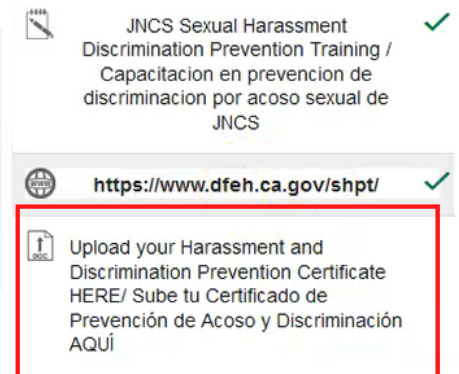 JNCS Sexual Harassment
Discrimination Prevention Training /
Capacitacion en prevencion de
discriminacion por acoso sexual de
JNCS
www
https://www.dfeh.ca.gov/shpt/
DOC
Upload your Harassment and
Discrimination Prevention Certificate
HERE/ Sube tu Certificado de
Prevención de Acoso y Discriminación
AQUÍ